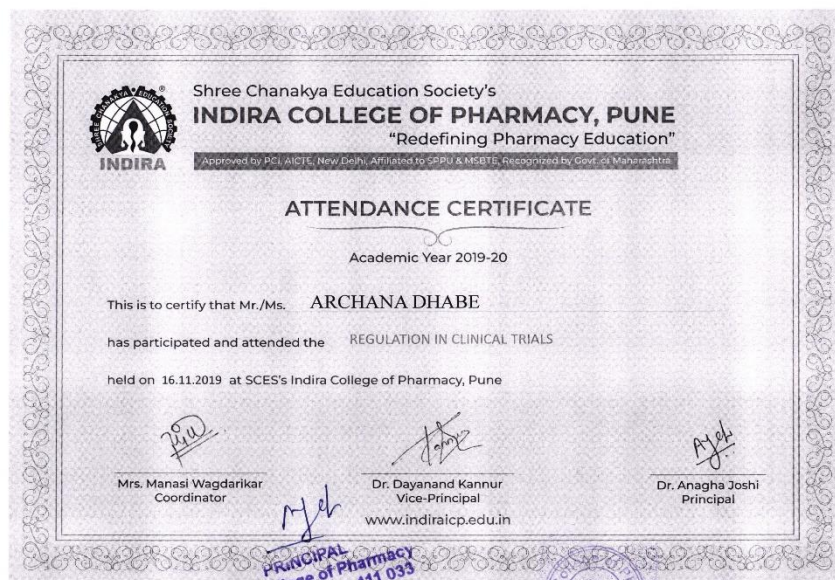 SHREE CHANAKYA EDUCATION SOCIETY
®
INDIRA
Shree Chanakya Education Society's
INDIRA COLLEGE OF PHARMACY, PUNE
"Redefining Pharmacy Education"
Approved by PCI, AICTE, New Delhi, Affiliated to SPPU & MSBTE, Recognized by Govt. of Maharashtra
ATTENDANCE CERTIFICATE
Academic Year 2019-20
This is to certify that Mr./Ms. ARCHANA DHABE
has participated and attended the REGULATION IN CLINICAL TRIALS
held on 16.11.2019 at SCES's Indira College of Pharmacy, Pune
Mrs. Manasi Wagdarikar
Coordinator
Dr. Dayanand Kannur
Vice-Principal
Dr. Anagha Joshi
Principal
www.indiraicp.edu.in
PRINCIPAL
of Pharmacy
033